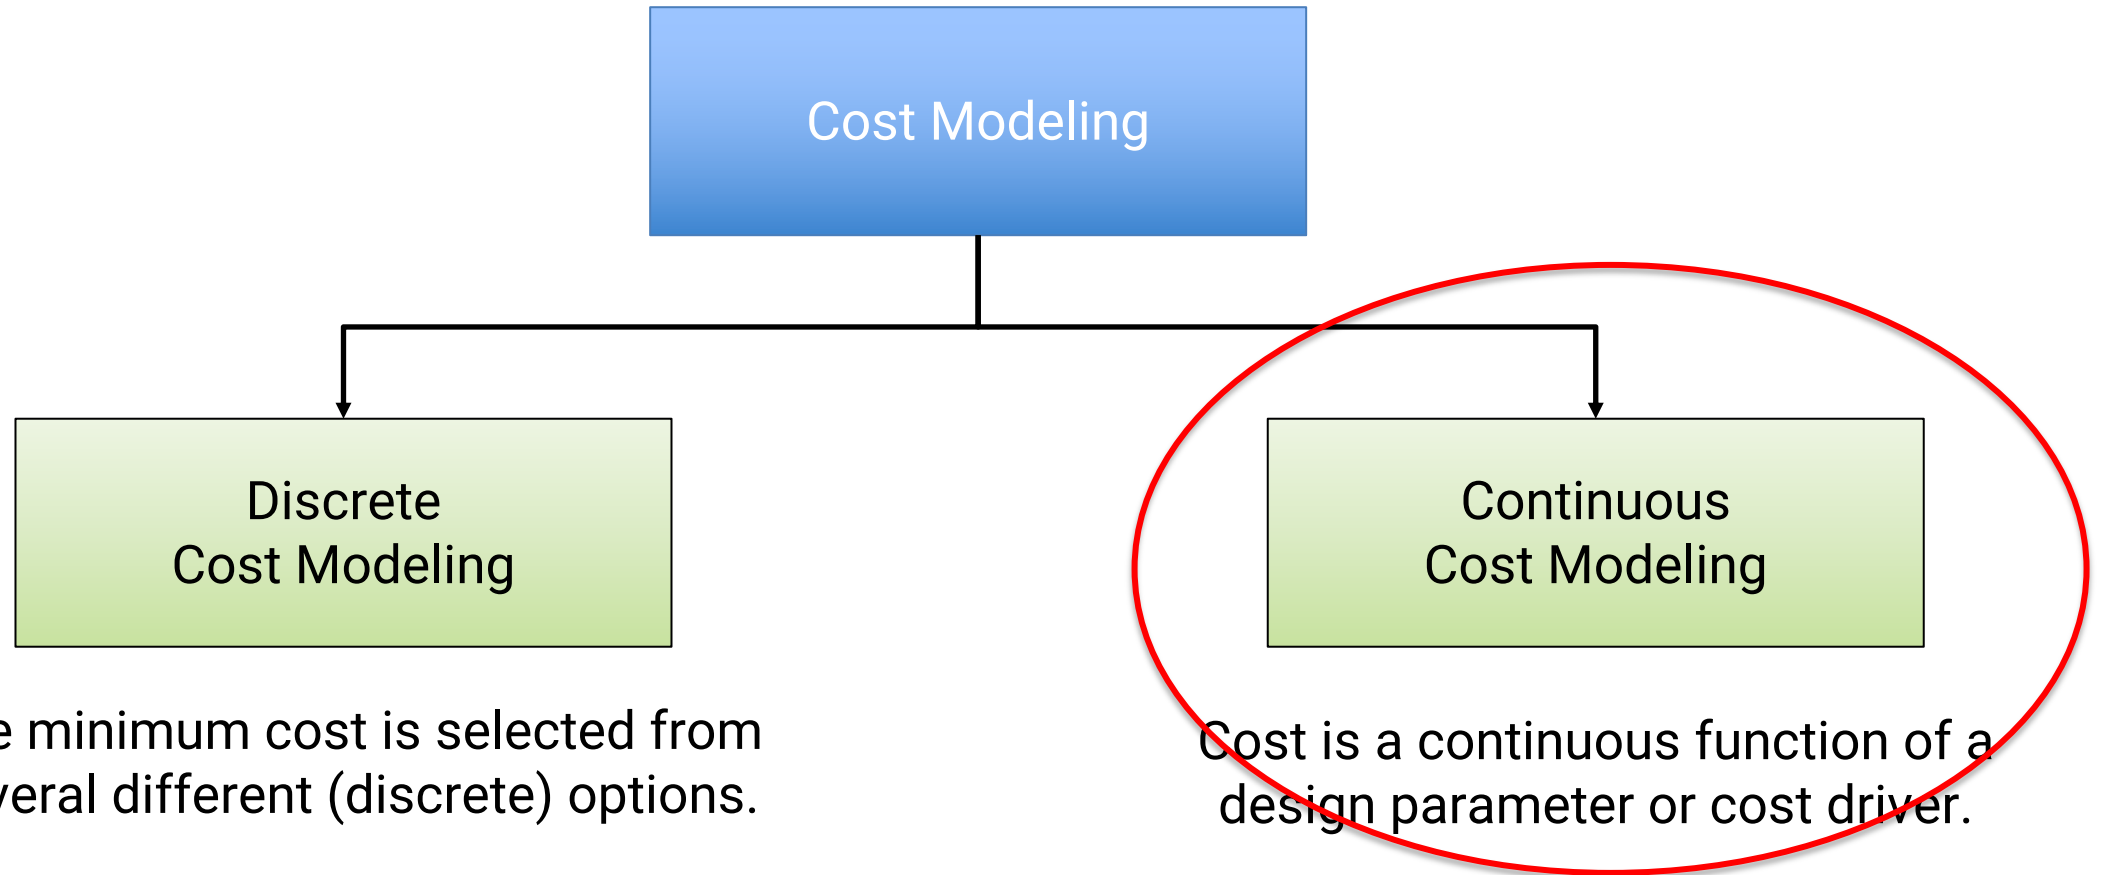 Cost Modeling
Discrete
Cost Modeling
Continuous
Cost Modeling
e minimum cost is selected from
veral different (discrete) options.
Cost is a continuous function of a
design parameter or cost driver.